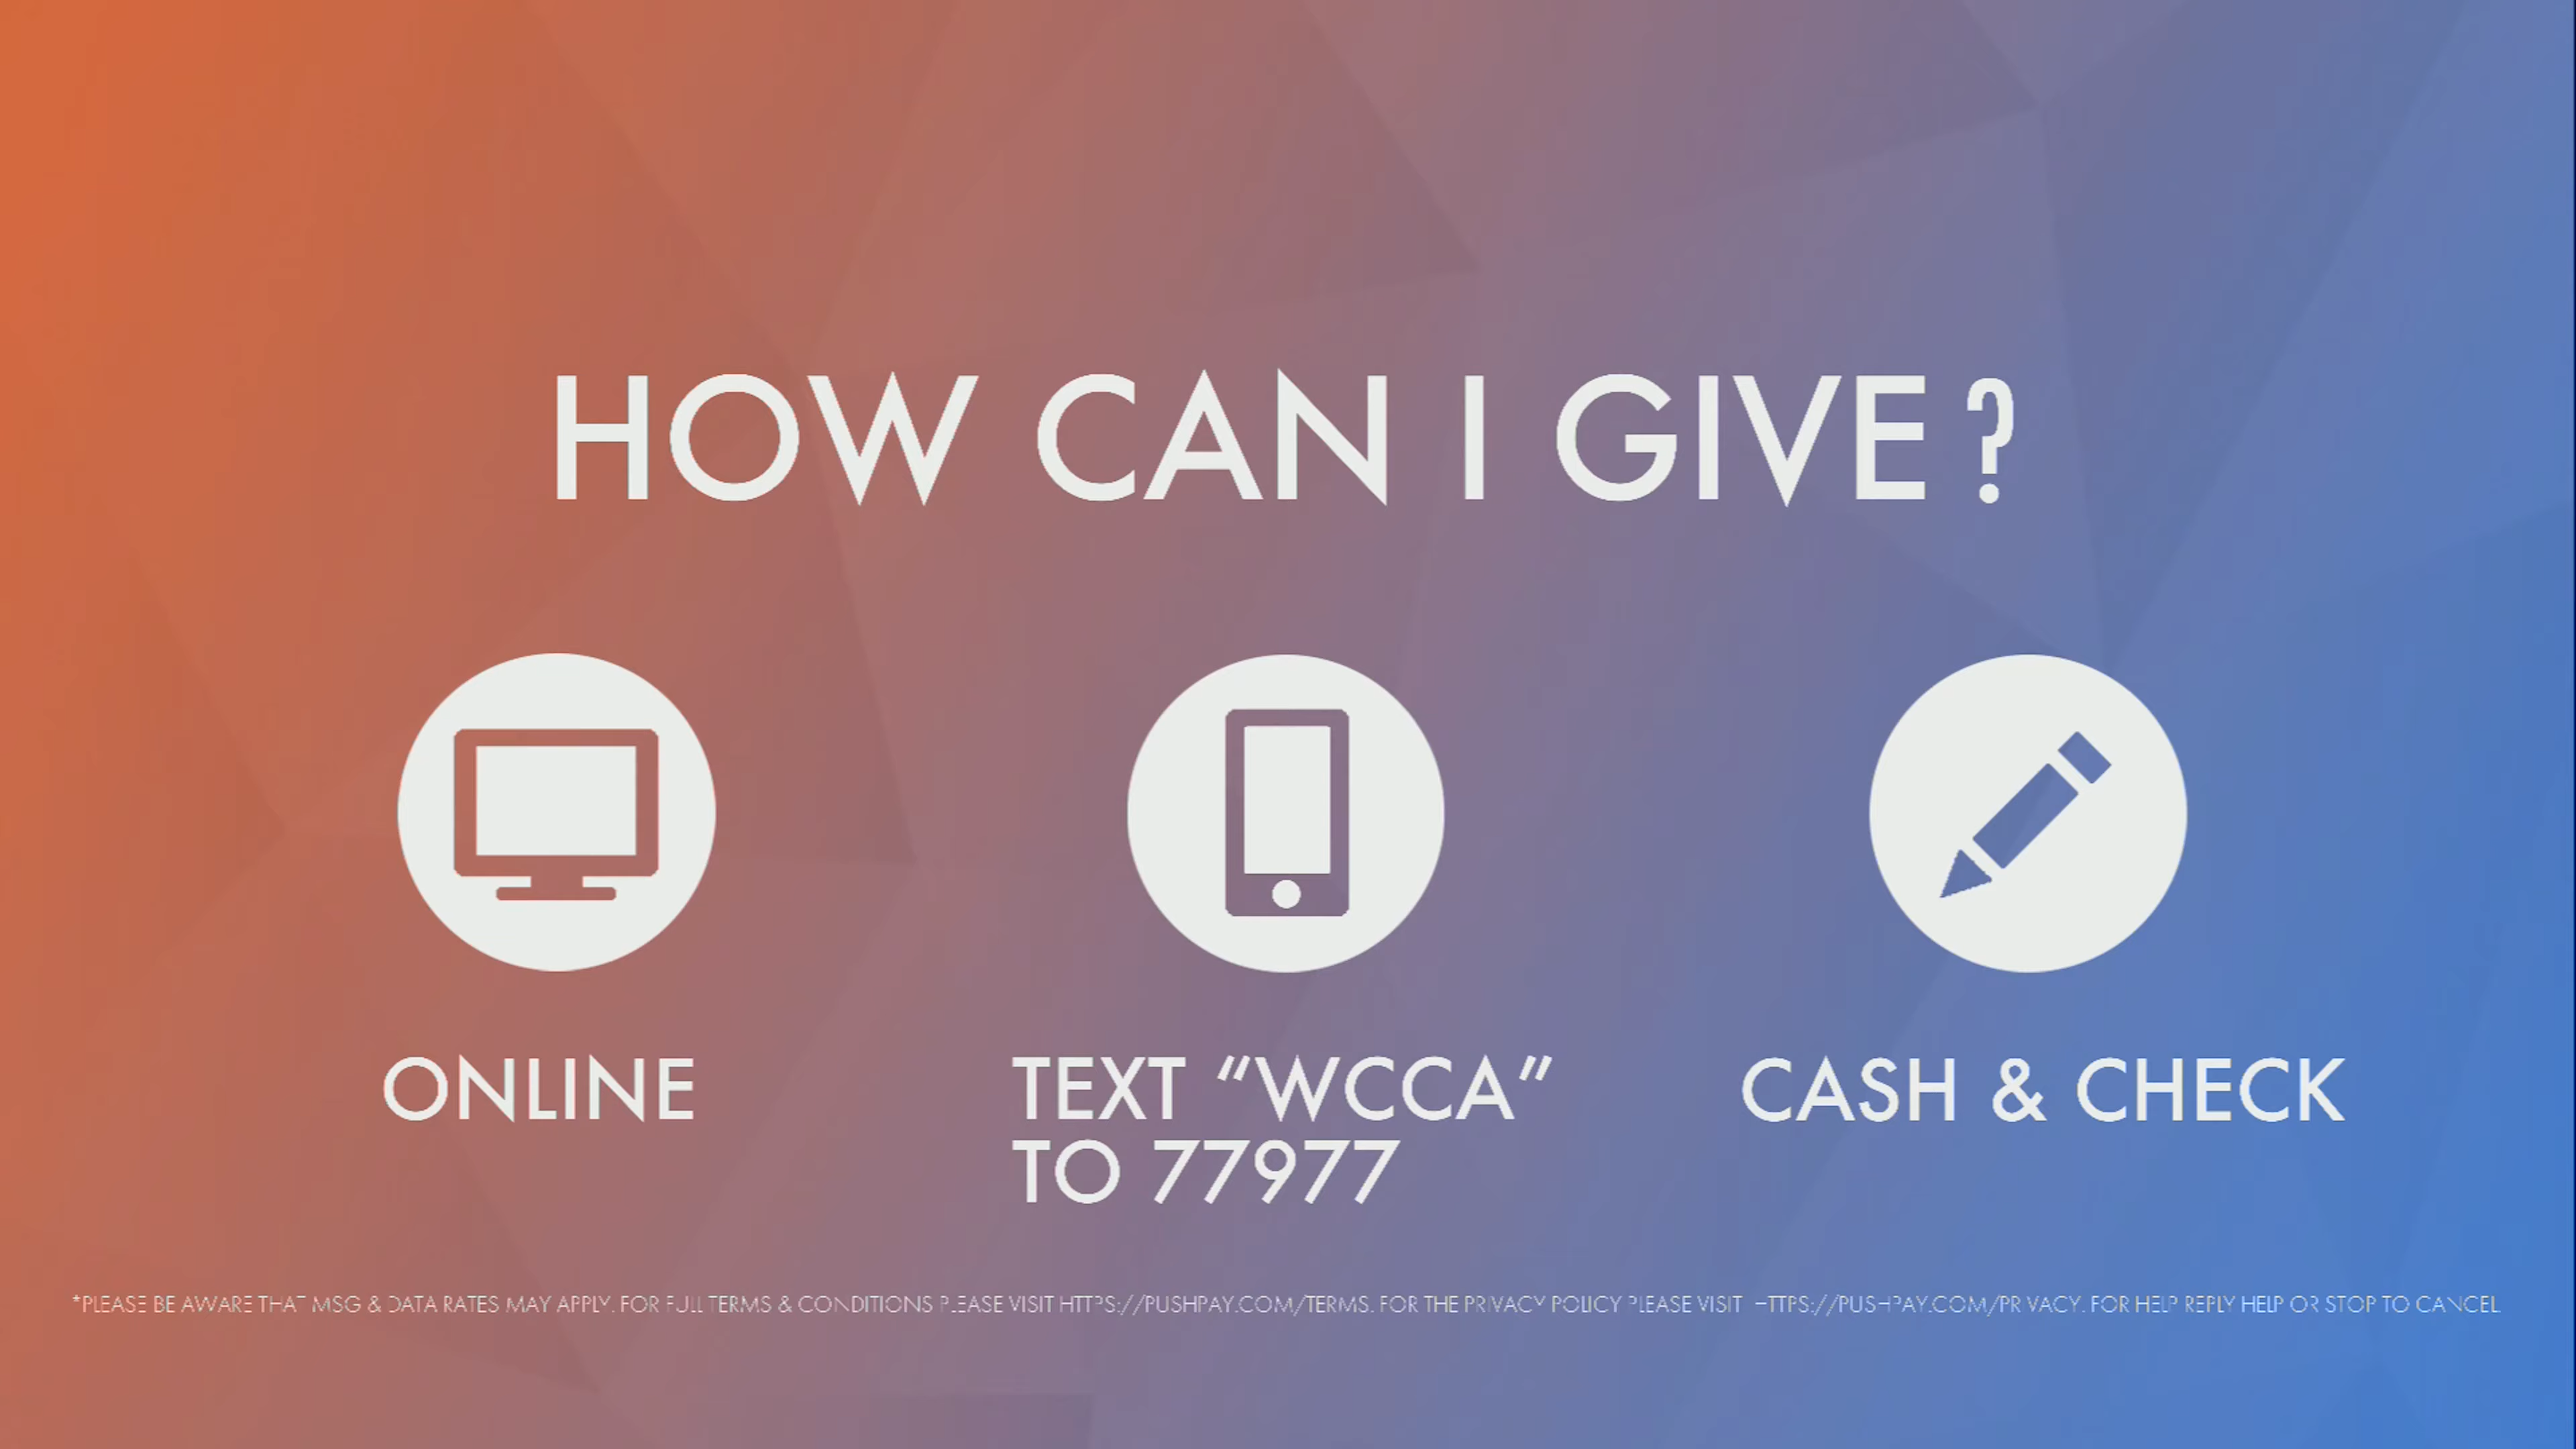 HOW CAN I GIVE?
ONLINE
TEXT “WCCA”
TO 77977
CASH & CHECK
*PLEASE BE AWARE THAT MSG & DATA RATES MAY APPLY. FOR FULL TERMS & CONDITIONS PLEASE VISIT HTTPS://PUSHPAY.COM/TERMS. FOR THE PRIVACY POLICY PLEASE VISIT HTTPS://PUSHPAY.COM/PRIVACY. FOR HELP REPLY HELP OR STOP TO CANCEL